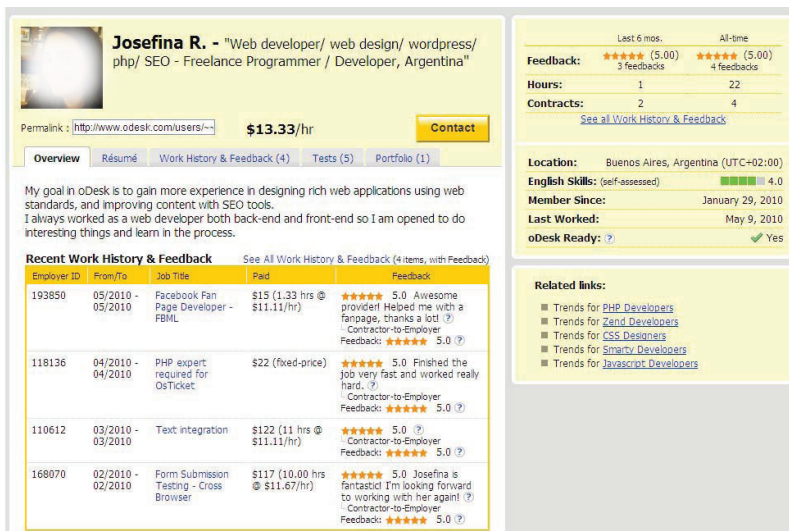 Josefina R. - "Web developer/ web design/ wordpress/
php/ SEO - Freelance Programmer / Developer, Argentina"
Permalink : http://www.odesk.com/users/~~
$13.33/hr
Contact
Overview Résumé Work History & Feedback (4) Tests (5) Portfolio (1)
My goal in oDesk is to gain more experience in designing rich web applications using web
standards, and improving content with SEO tools.
I always worked as a web developer both back-end and front-end so I am opened to do
interesting things and learn in the process.
Recent Work History & Feedback See All Work History & Feedback (4 items, with Feedback)
Employer ID From/To Job Title Paid Feedback
193850 05/2010 - Facebook Fan $15 (1.33 hrs @ 5.0 Awesome
05/2010 Page Developer - $11.11/hr) provider! Helped me with a
FBML fanpage, thanks a lot! ?
Contractor-to-Employer
Feedback: 5.0 ?
118136 04/2010 - PHP expert $22 (fixed-price) 5.0 Finished the
04/2010 required for job very fast and worked really
OsTicket hard. ?
Contractor-to-Employer
Feedback: 5.0 ?
110612 03/2010 - Text integration $122 (11 hrs @ 5.0 ?
03/2010 $11.11/hr) Contractor-to-Employer
Feedback: 5.0 ?
168070 02/2010 - Form Submission $117 (10.00 hrs 5.0 Josefina is
02/2010 Testing - Cross @ $11.67/hr) fantastic! I'm looking forward
Browser to working with her again! ?
Contractor-to-Employer
Feedback: 5.0 ?
Last 6 mos. All-time
Feedback: (5.00) (5.00)
3 feedbacks 4 feedbacks
Hours: 1 22
Contracts: 2 4
See all Work History & Feedback
Location: Buenos Aires, Argentina (UTC+02:00)
English Skills: (self-assessed) 4.0
Member Since: January 29, 2010
Last Worked: May 9, 2010
oDesk Ready: ? Yes
Related links:
Trends for PHP Developers
Trends for Zend Developers
Trends for CSS Designers
Trends for Smarty Developers
Trends for Javascript Developers